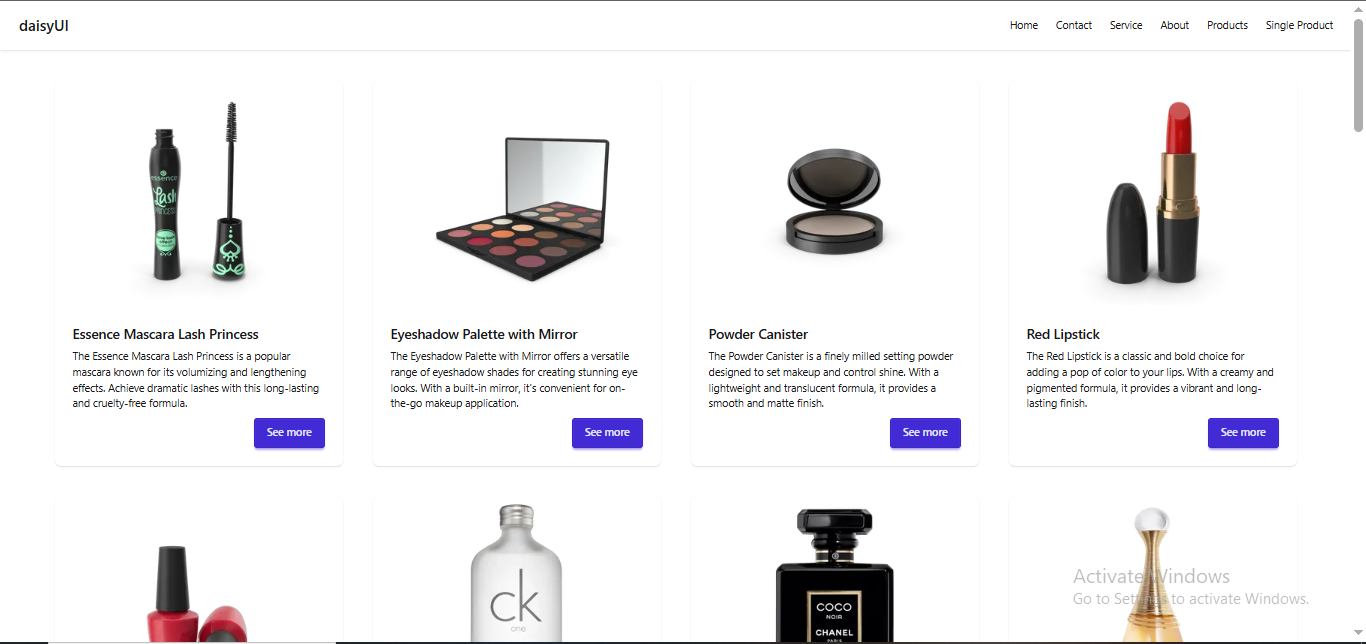 daisyUI
Home Contact Service About Products Single Product
essence
Lash
PRINCESS
Essence Mascara Lash Princess
The Essence Mascara Lash Princess is a popular
mascara known for its volumizing and lengthening
effects. Achieve dramatic lashes with this long-lasting
and cruelty-free formula.
See more
Eyeshadow Palette with Mirror
The Eyeshadow Palette with Mirror offers a versatile
range of eyeshadow shades for creating stunning eye
looks. With a built-in mirror, it's convenient for on-
the-go makeup application.
See more
Powder Canister
The Powder Canister is a finely milled setting powder
designed to set makeup and control shine. With a
lightweight and translucent formula, it provides a
smooth and matte finish.
See more
Red Lipstick
The Red Lipstick is a classic and bold choice for
adding a pop of color to your lips. With a creamy and
pigmented formula, it provides a vibrant and long-
lasting finish.
See more
ck
one
COCO
NOIR
CHANEL
PARIS
Activate Windows
Go to Settings to activate Windows.